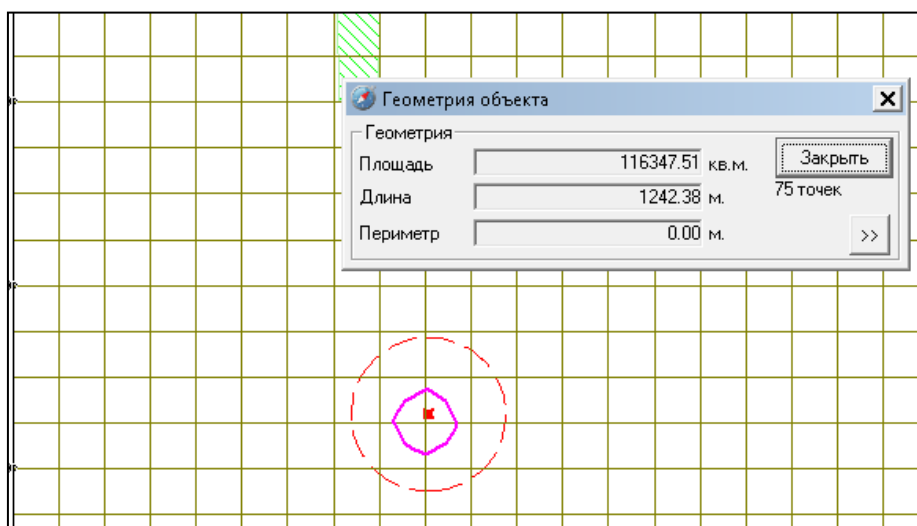 Геометрия объекта
Геометрия
Площадь 116347.51 кв.м. Закрыть
Длина 1242.38 м. 75 точек
Периметр 0.00 м. >>